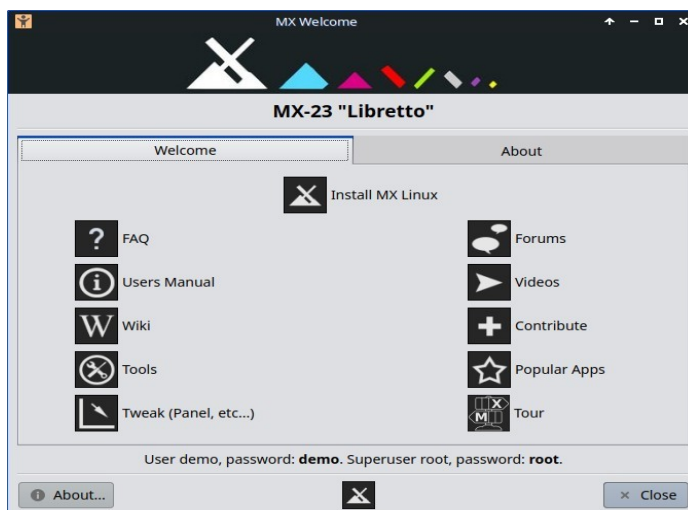 MX Welcome
MX-23 "Libretto"
Welcome
About
Install MX Linux
FAQ
Forums
Users Manual
Videos
Wiki
Contribute
Tools
Popular Apps
Tweak (Panel, etc...)
Tour
User demo, password: demo. Superuser root, password: root.
About...
Close